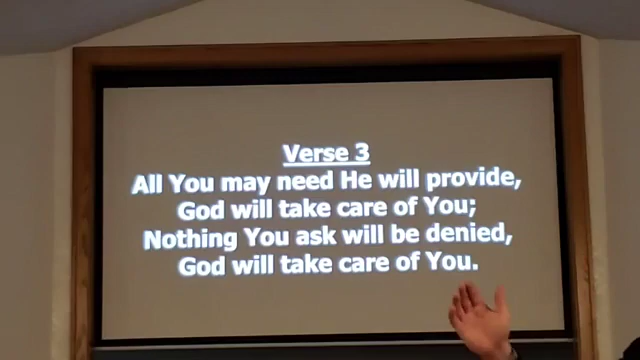 Verse 3
All You may need He will provide,
God will take care of You;
Nothing You ask will be denied,
God will take care of You.